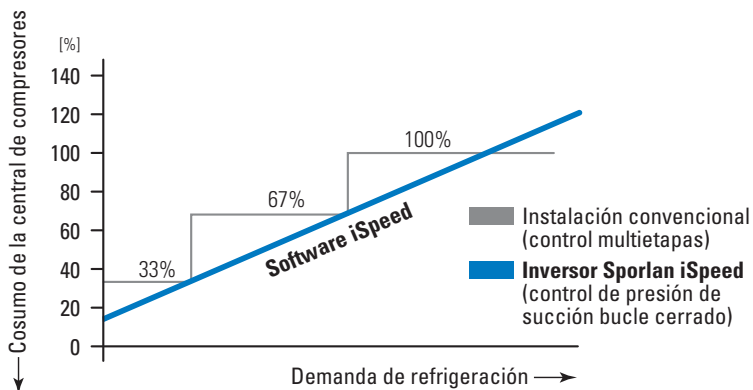 [%]
140
120
100
80
60
40
20
0
Cosumo de la central de compresores
33%
67%
100%
Software iSpeed
Instalación convencional
(control multietapas)
Inversor Sporlan iSpeed
(control de presión de
succión bucle cerrado)
Demanda de refrigeración